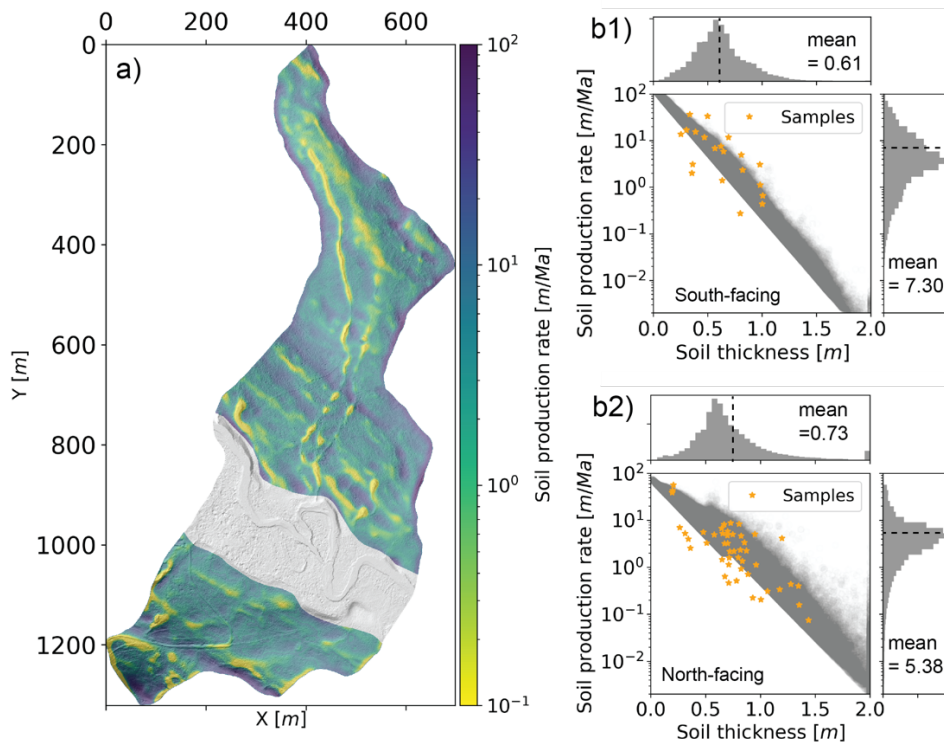 0 200 400 600
a)
0
200
400
600
800
1000
1200
Y [m]
X [m]
10²
10¹
10⁰
10⁻¹
Soil production rate [m/Ma]
b1)
mean
= 0.61
Soil production rate [m/Ma]
10²
10¹
10⁰
10⁻¹
10⁻²
Samples
South-facing
0.0 0.5 1.0 1.5 2.0
Soil thickness [m]
mean
= 7.30
b2)
mean
=0.73
Soil production rate [m/Ma]
10²
10¹
10⁰
10⁻¹
10⁻²
Samples
North-facing
0.0 0.5 1.0 1.5 2.0
Soil thickness [m]
mean
= 5.38